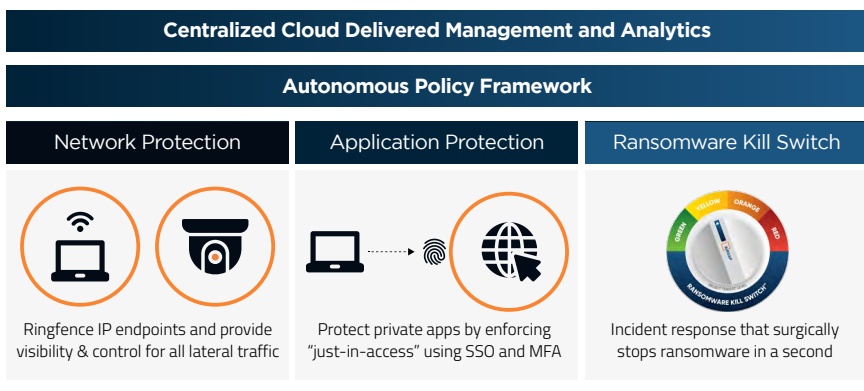 Centralized Cloud Delivered Management and Analytics
Autonomous Policy Framework
Network Protection
Application Protection
Ransomware Kill Switch
Ringfence IP endpoints and provide
visibility & control for all lateral traffic
Protect private apps by enforcing
“just-in-access” using SSO and MFA
GREEN
YELLOW
ORANGE
RED
RANSOMWARE KILL SWITCH™
Incident response that surgically
stops ransomware in a second